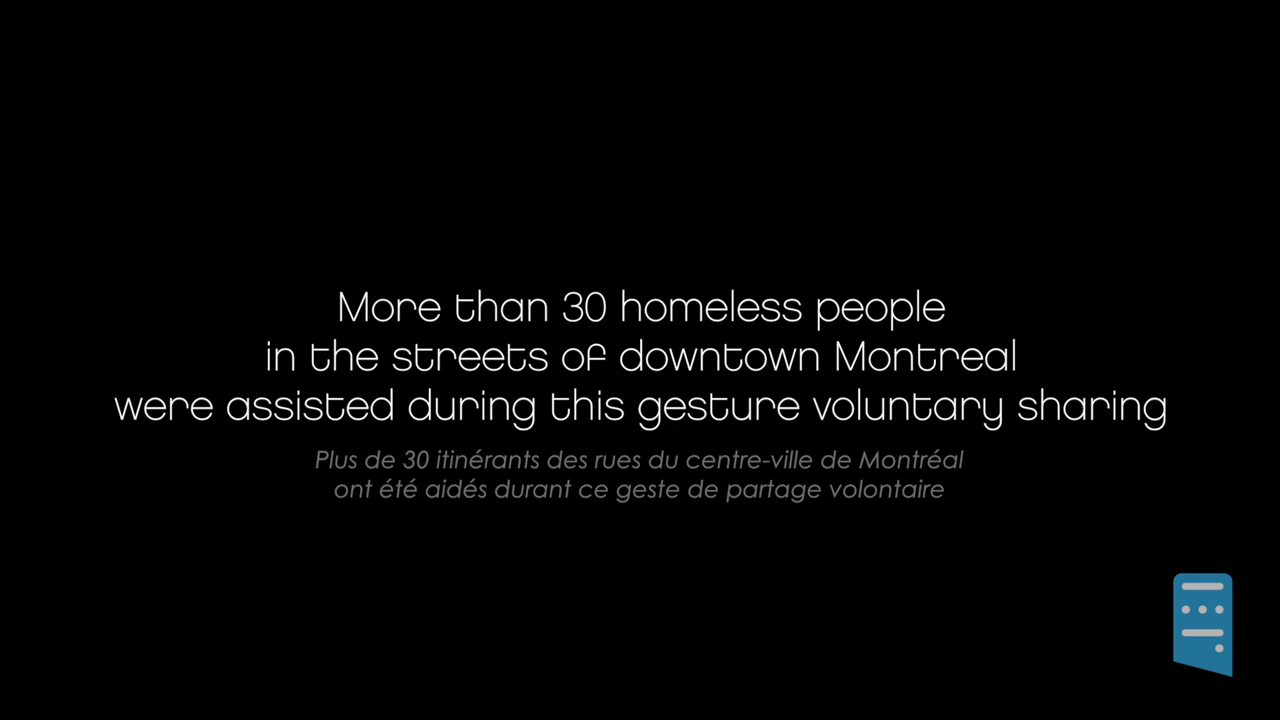 More than 30 homeless people
in the streets of downtown Montreal
were assisted during this gesture voluntary sharing
Plus de 30 itinérants des rues du centre-ville de Montréal
ont été aidés durant ce geste de partage volontaire